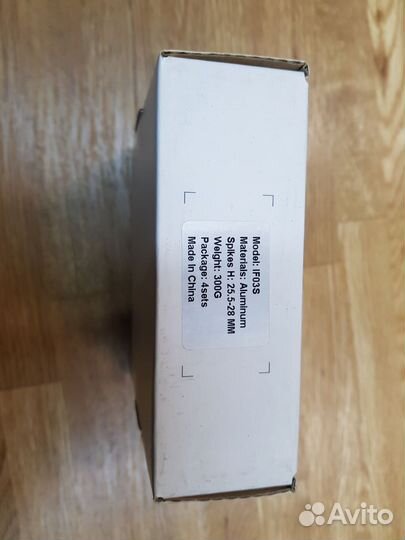 Model: IF03S
Materials: Aluminum
Spikes H: 25.5-28 MM
Weight: 300G
Package: 4sets
Made In China
Avito